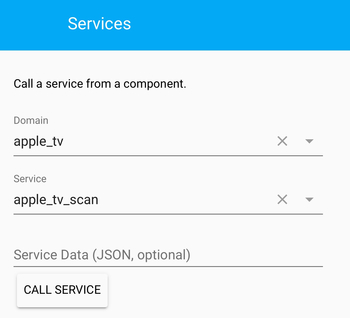 Services
Call a service from a component.
Domain
apple_tv
Service
apple_tv_scan
Service Data (JSON, optional)
CALL SERVICE